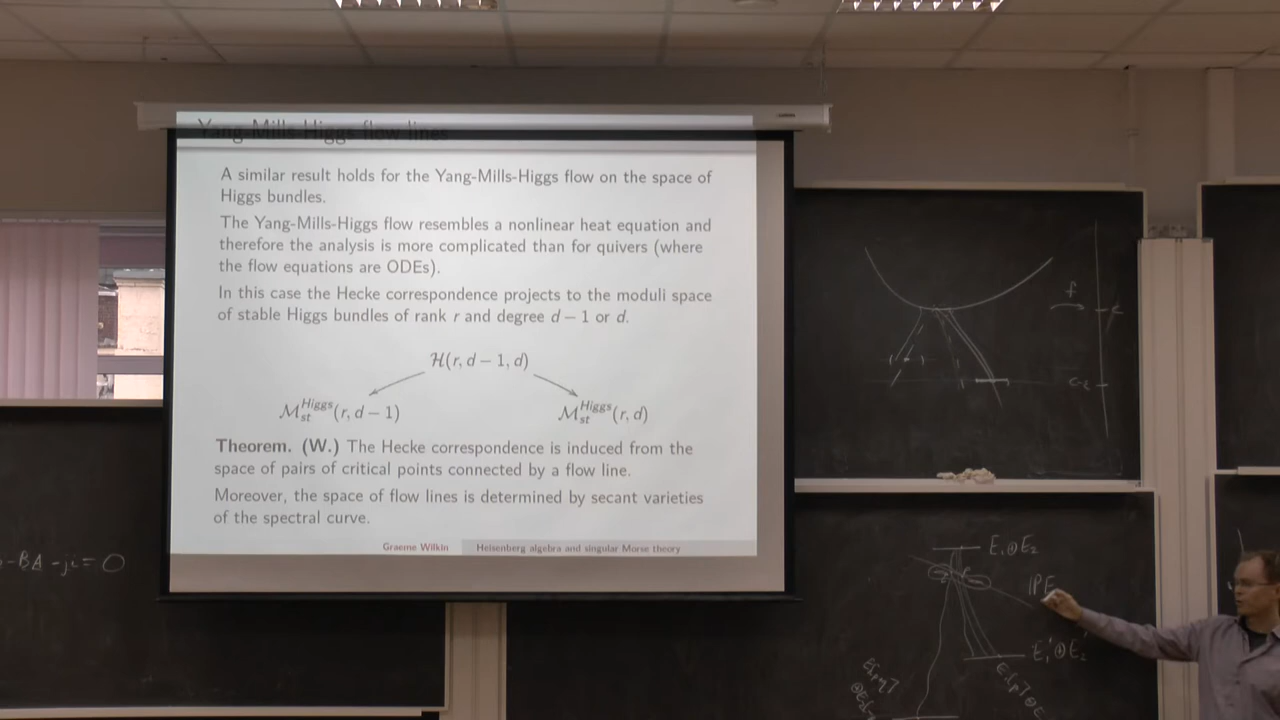 Yang-Mills-Higgs flow lines
A similar result holds for the Yang-Mills-Higgs flow on the space of
Higgs bundles.
The Yang-Mills-Higgs flow resembles a nonlinear heat equation and
therefore the analysis is more complicated than for quivers (where
the flow equations are ODEs).
In this case the Hecke correspondence projects to the moduli space
of stable Higgs bundles of rank r and degree d − 1 or d.
ℋ(r, d − 1, d)
ℳ_{st}^{Higgs}(r, d − 1) ℳ_{st}^{Higgs}(r, d)
Theorem. (W.) The Hecke correspondence is induced from the
space of pairs of critical points connected by a flow line.
Moreover, the space of flow lines is determined by secant varieties
of the spectral curve.
Graeme Wilkin Heisenberg algebra and singular Morse theory
-BA -ji = 0
f
E₁⊕E₂
PE
E₁'⊕E₂'